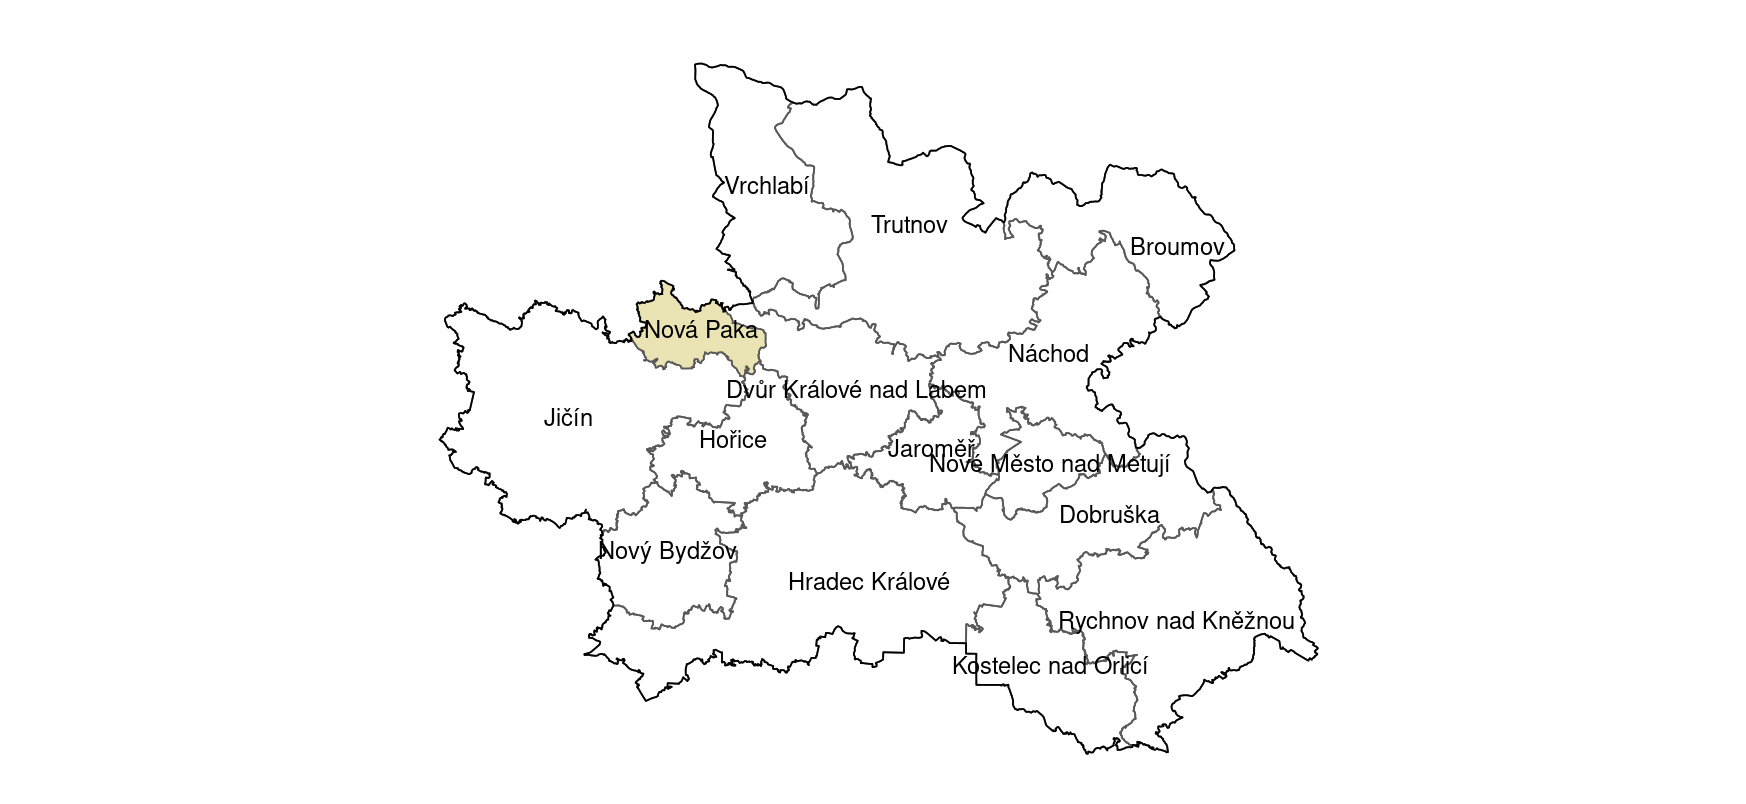 Vrchlabí
Trutnov
Broumov
Nová Paka
Náchod
Dvůr Králové nad Labem
Jičín
Hořice
Jaroměř
Nové Město nad Metují
Dobruška
Nový Bydžov
Hradec Králové
Rychnov nad Kněžnou
Kostelec nad Orlicí